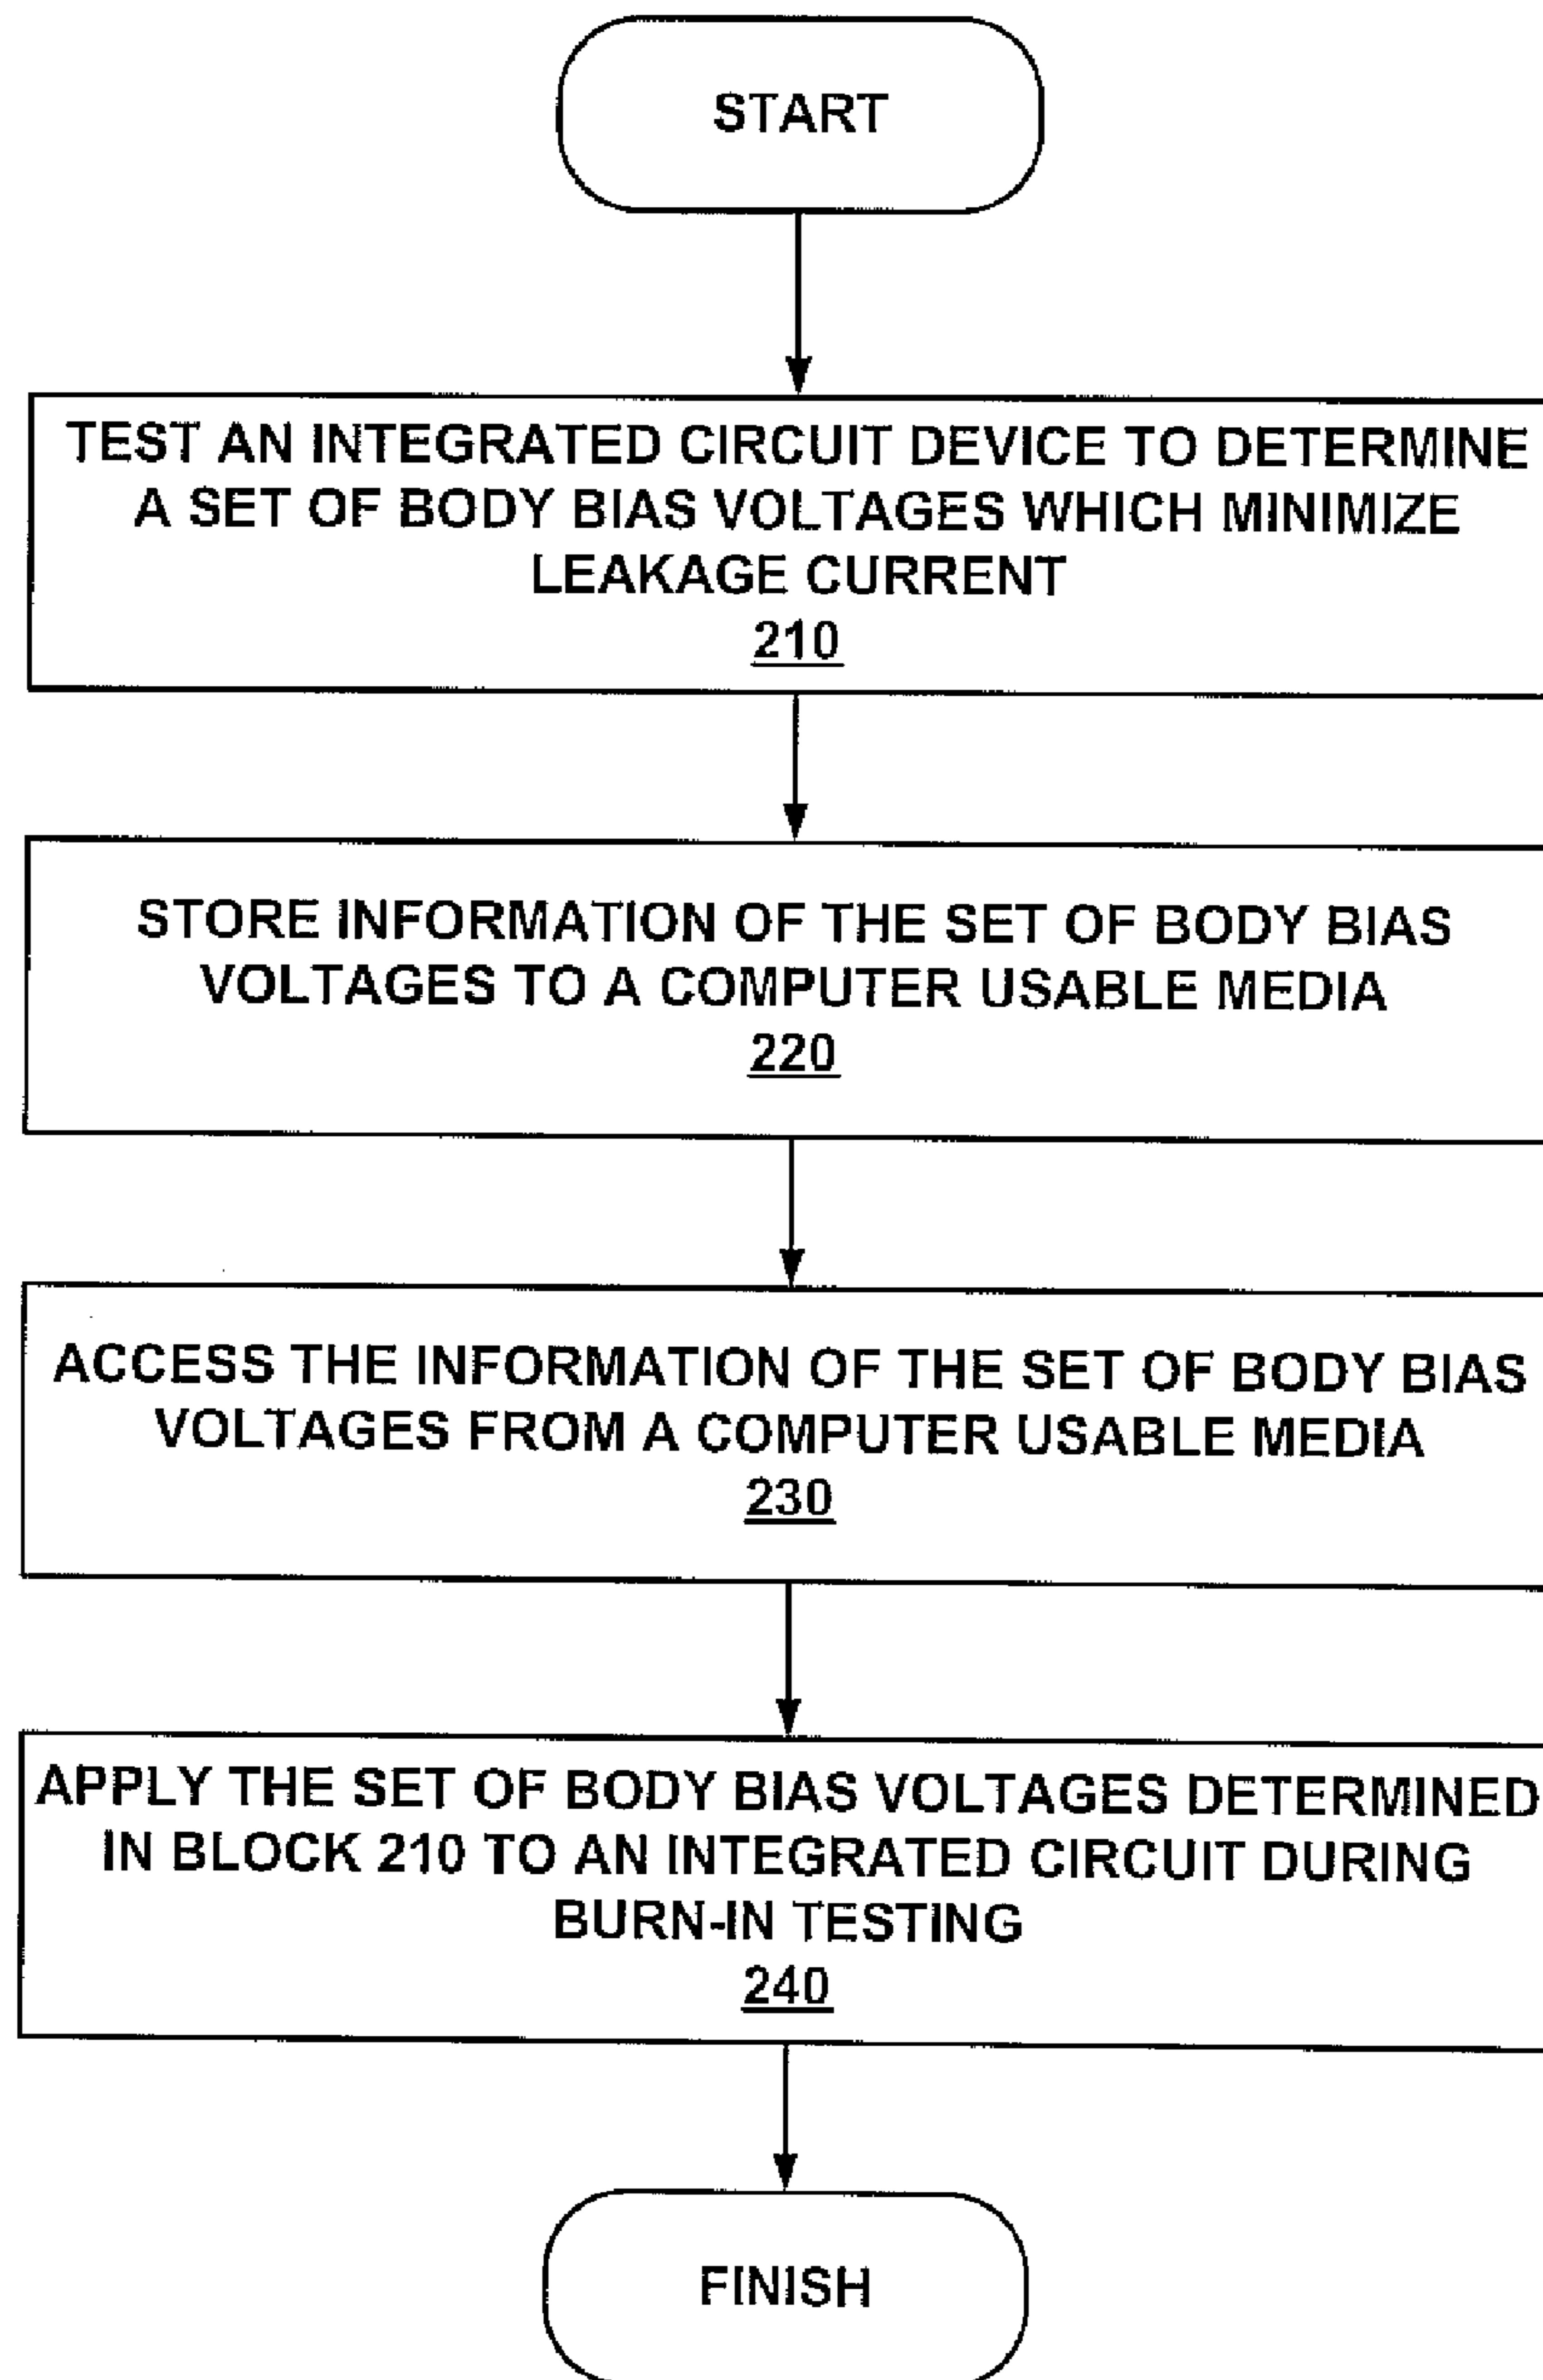 START
TEST AN INTEGRATED CIRCUIT DEVICE TO DETERMINE
A SET OF BODY BIAS VOLTAGES WHICH MINIMIZE
LEAKAGE CURRENT
210
STORE INFORMATION OF THE SET OF BODY BIAS
VOLTAGES TO A COMPUTER USABLE MEDIA
220
ACCESS THE INFORMATION OF THE SET OF BODY BIAS
VOLTAGES FROM A COMPUTER USABLE MEDIA
230
APPLY THE SET OF BODY BIAS VOLTAGES DETERMINED
IN BLOCK 210 TO AN INTEGRATED CIRCUIT DURING
BURN-IN TESTING
240
FINISH